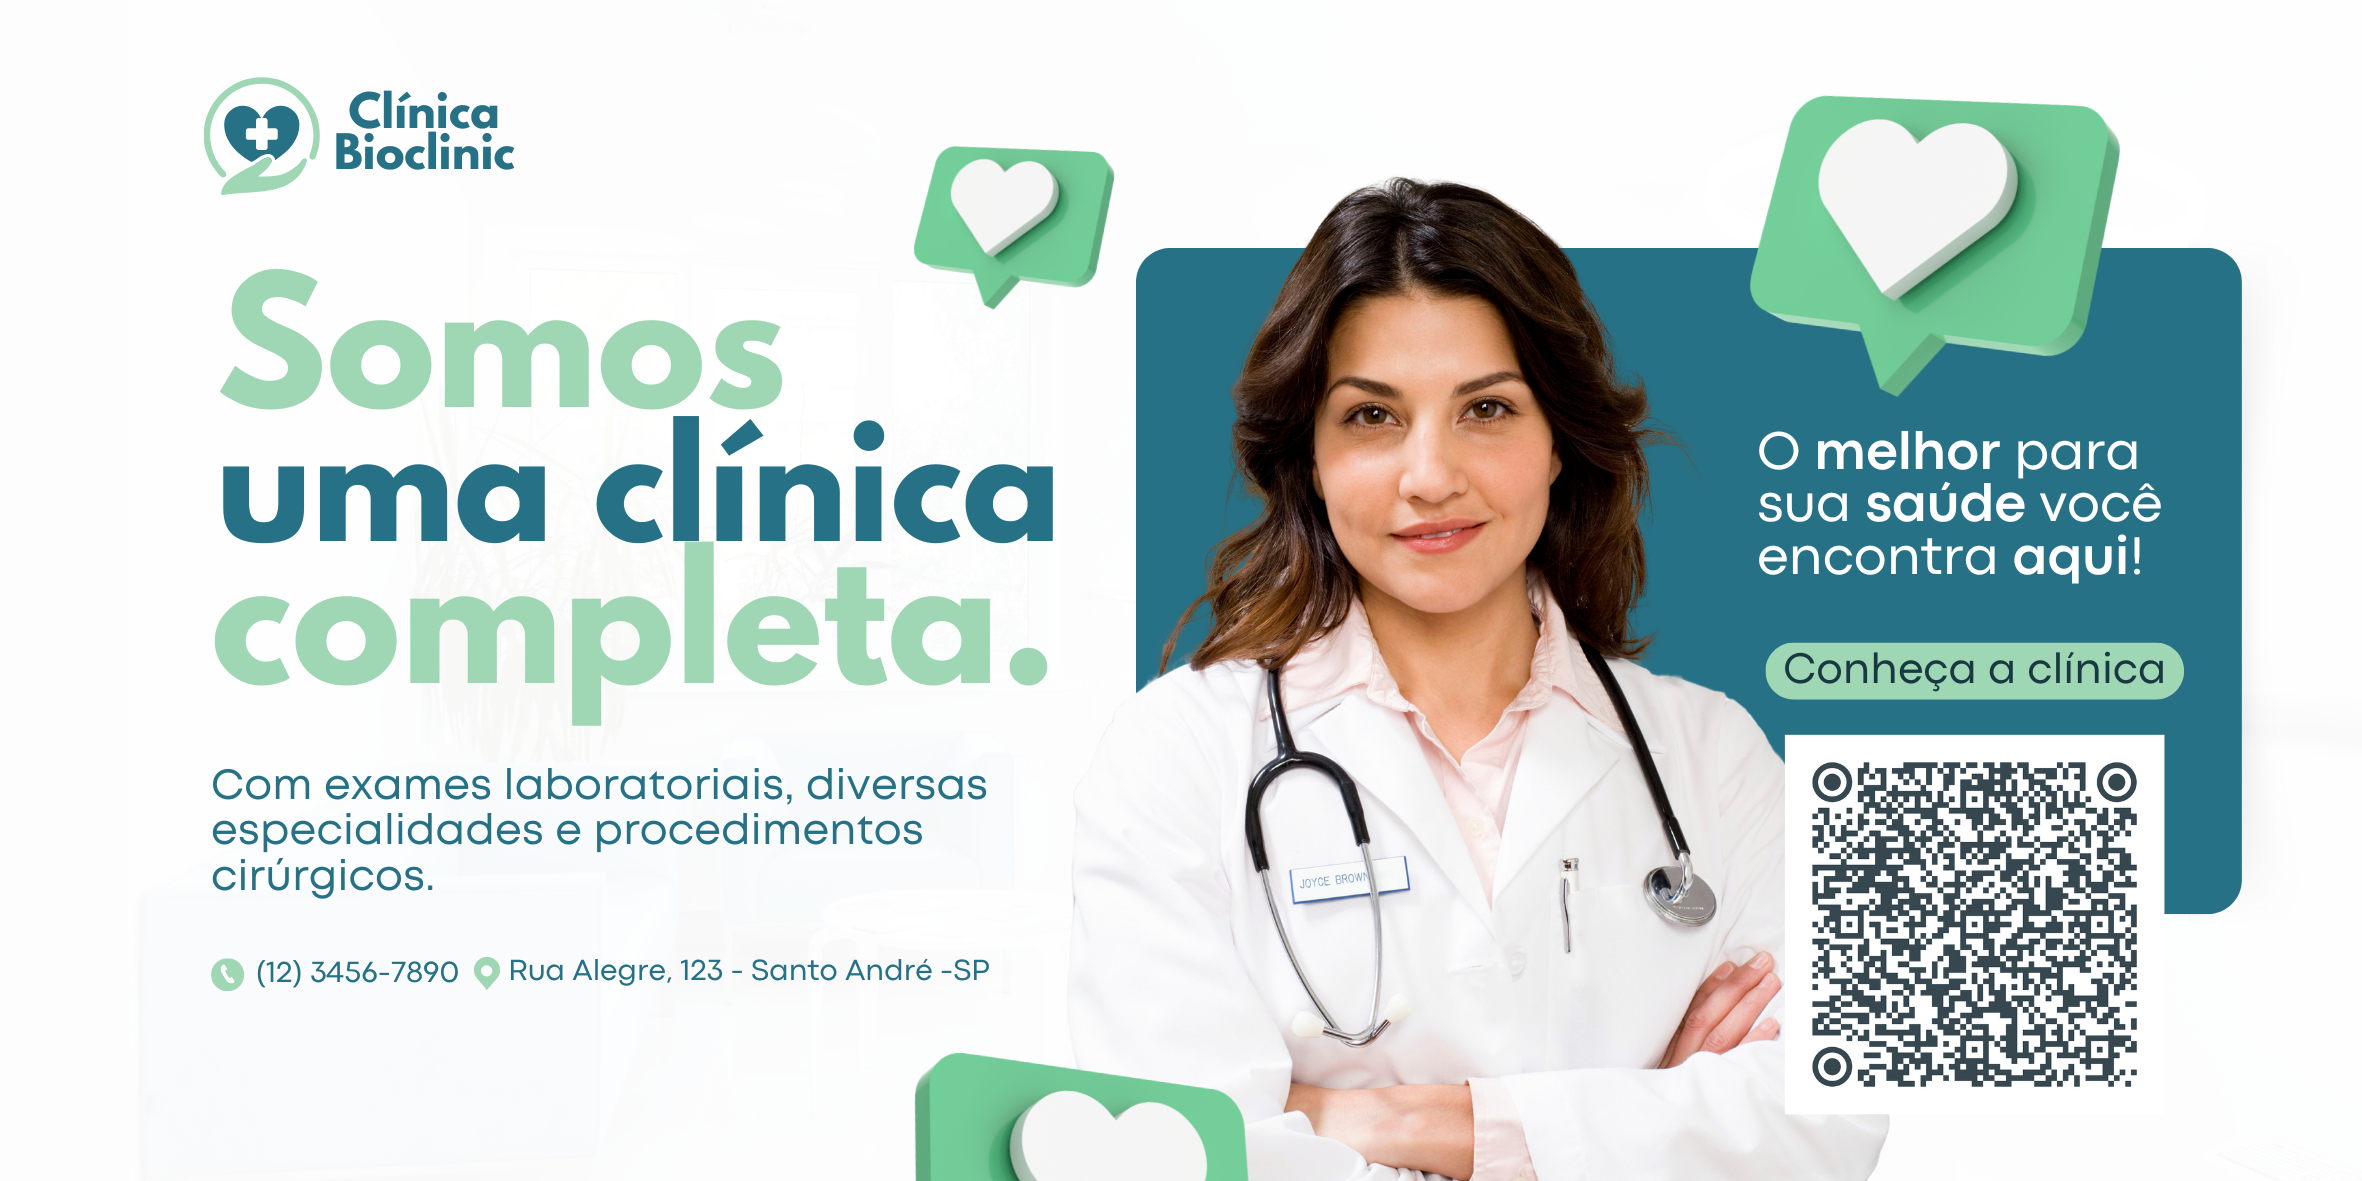 Clínica
Bioclinic
Somos
uma clínica
completa.
Com exames laboratoriais, diversas
especialidades e procedimentos
cirúrgicos.
(12) 3456-7890
Rua Alegre, 123 - Santo André -SP
JOYCE BROWN
O melhor para
sua saúde você
encontra aqui!
Conheça a clínica